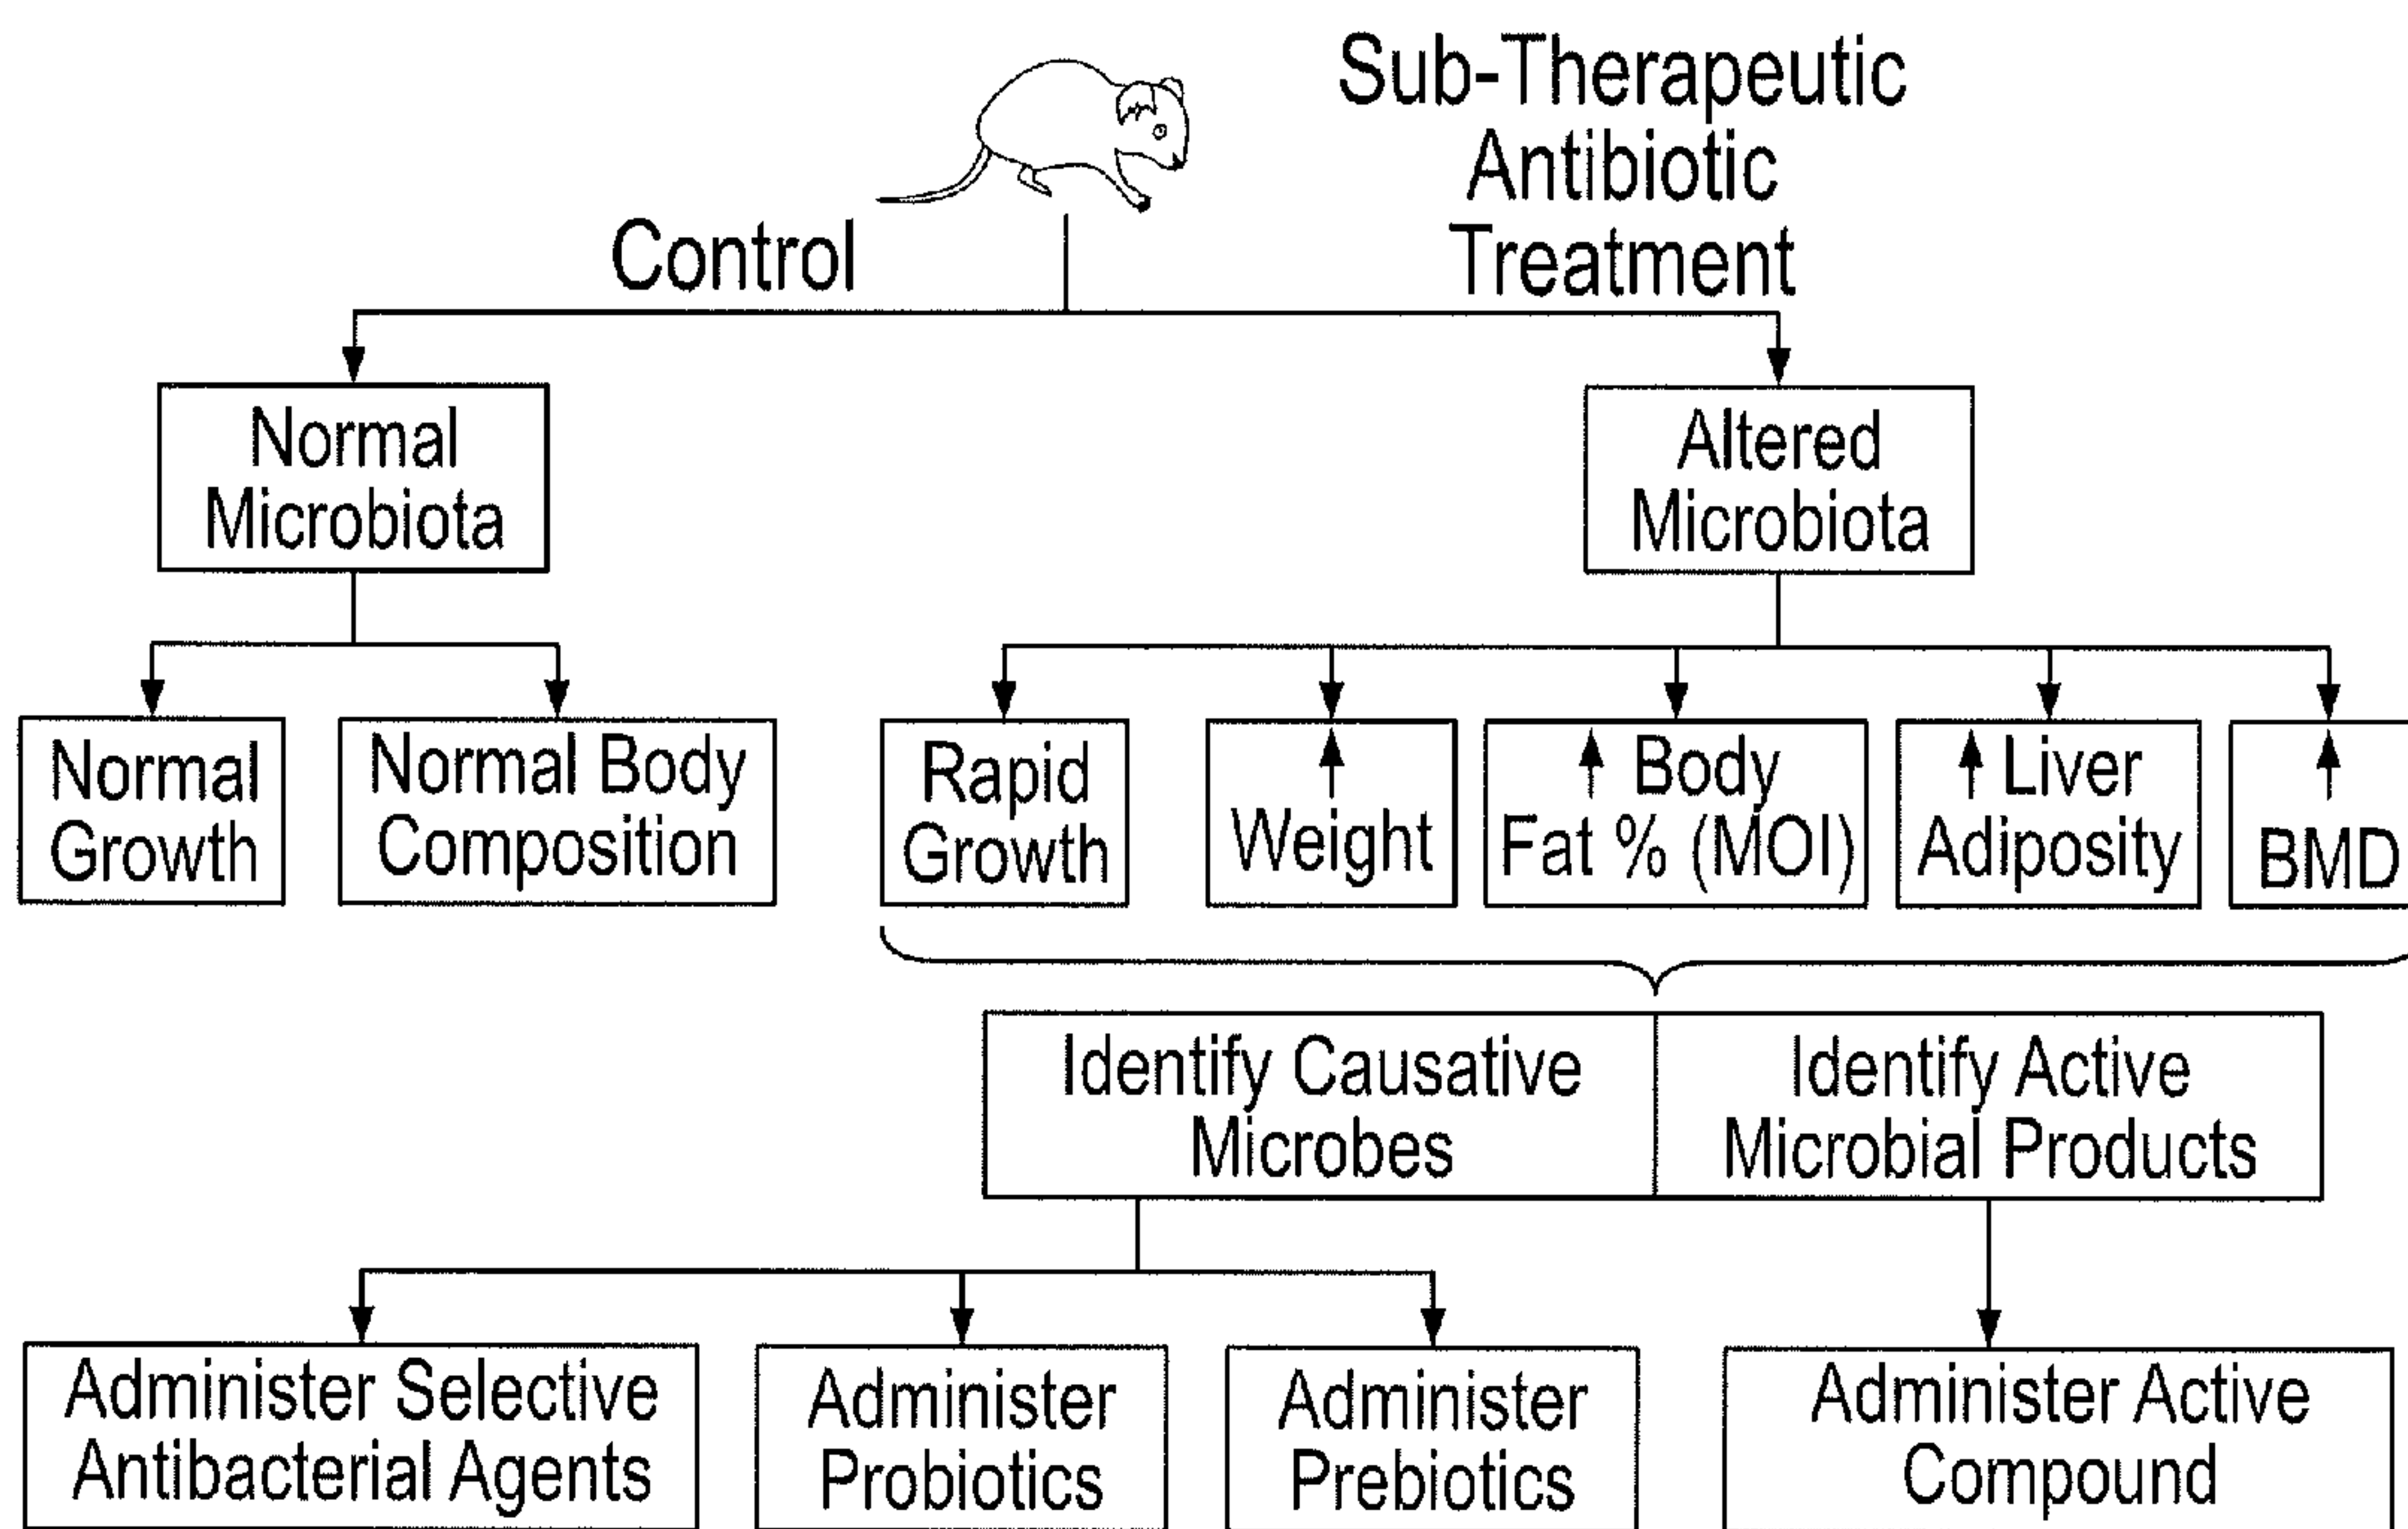 Sub-Therapeutic
Antibiotic
Treatment
Control
Normal
Microbiota
Altered
Microbiota
Normal
Growth
Normal Body
Composition
Rapid
Growth
↑
Weight
↑ Body
Fat % (MOI)
↑ Liver
Adiposity
↑
BMD
Identify Causative
Microbes
Identify Active
Microbial Products
Administer Selective
Antibacterial Agents
Administer
Probiotics
Administer
Prebiotics
Administer Active
Compound